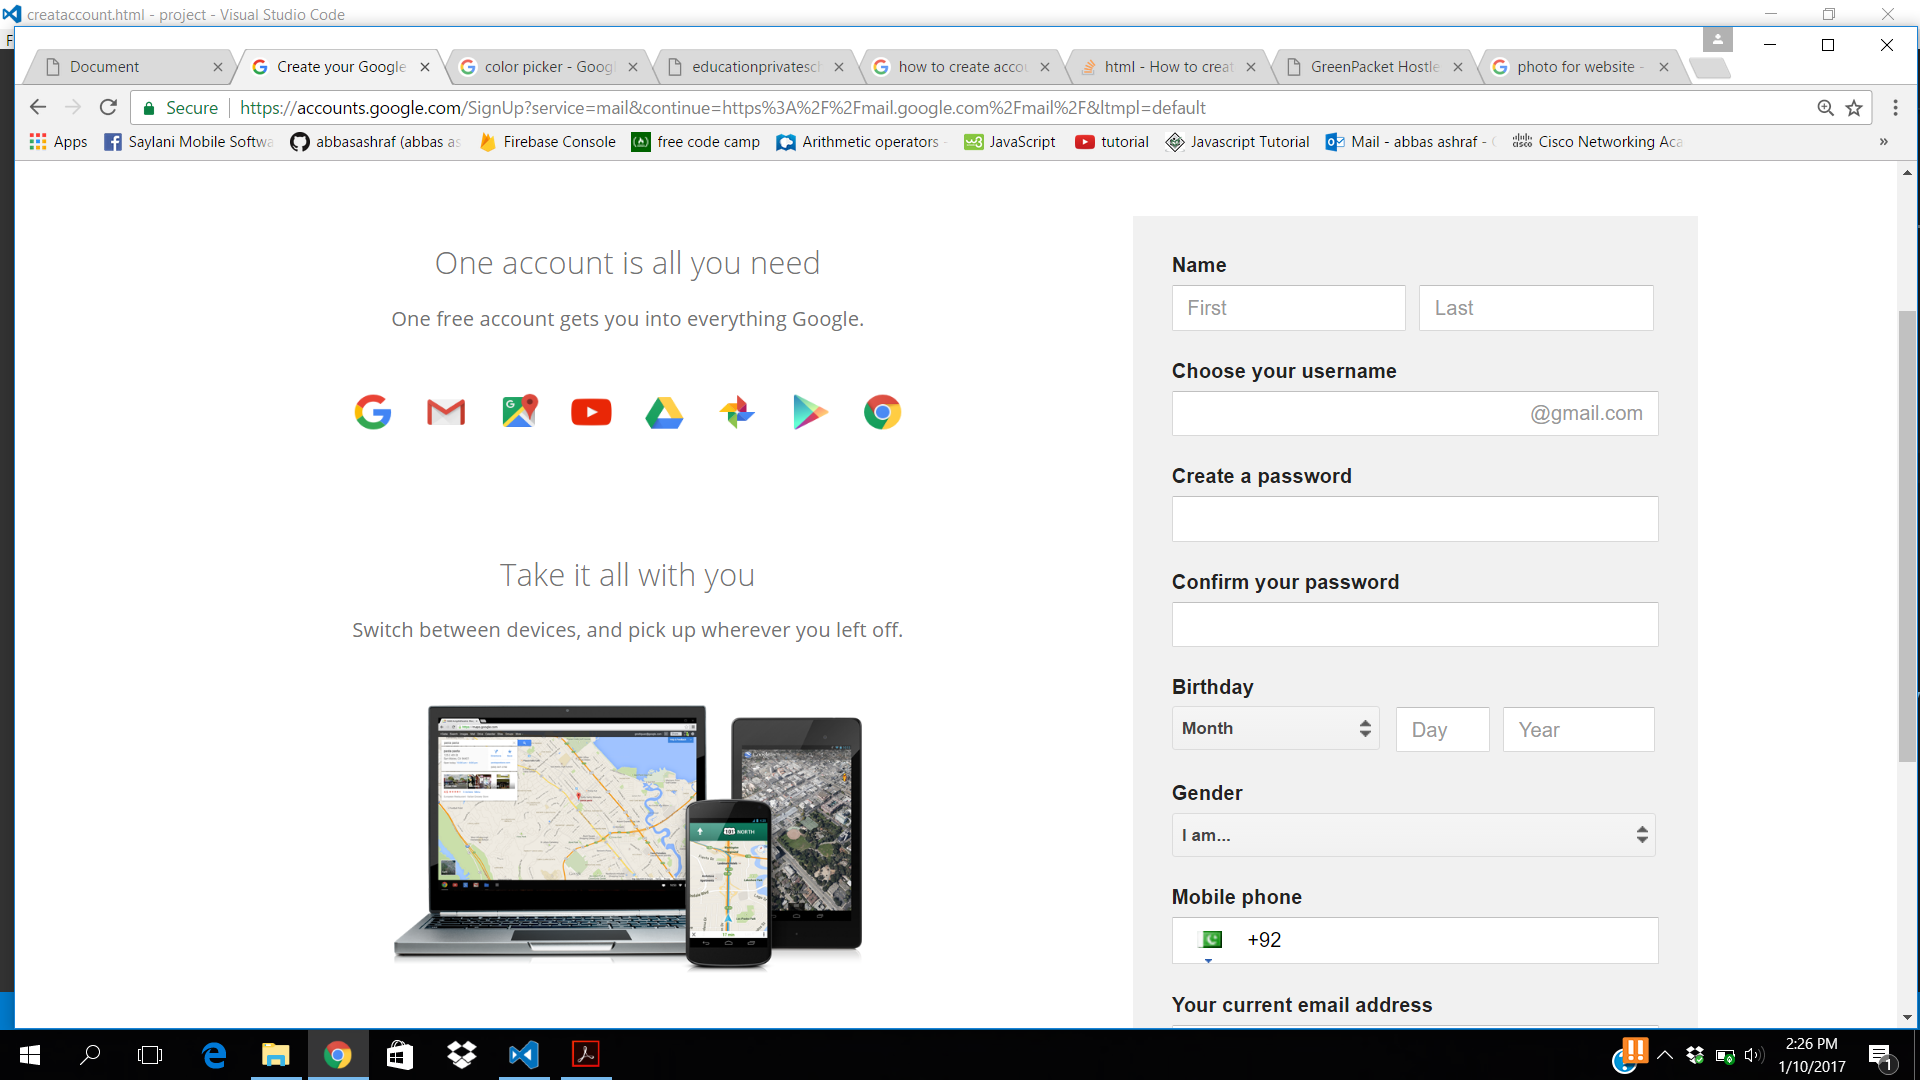 creataccount.html - project - Visual Studio Code
F
Document
Create your Google
color picker - Goog
educationprivatesch
how to create accou
html - How to creat
GreenPacket Hostle
photo for website -
Secure
https://accounts.google.com/SignUp?service=mail&continue=https%3A%2F%2Fmail.google.com%2Fmail%2F&ltmpl=default
Apps
Saylani Mobile Softwa
abbasashraf (abbas as
Firebase Console
free code camp
Arithmetic operators -
JavaScript
tutorial
Javascript Tutorial
Mail - abbas ashraf -
Cisco Networking Aca
»
One account is all you need
One free account gets you into everything Google.
Take it all with you
Switch between devices, and pick up wherever you left off.
101 NORTH
Name
First
Last
Choose your username
@gmail.com
Create a password
Confirm your password
Birthday
Month
Day
Year
Gender
I am...
Mobile phone
+92
Your current email address
2:26 PM
1/10/2017
1